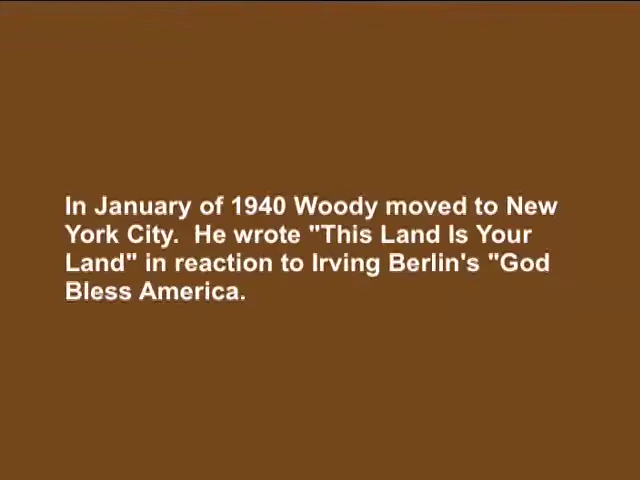 In January of 1940 Woody moved to New
York City.  He wrote "This Land Is Your
Land" in reaction to Irving Berlin's "God
Bless America.